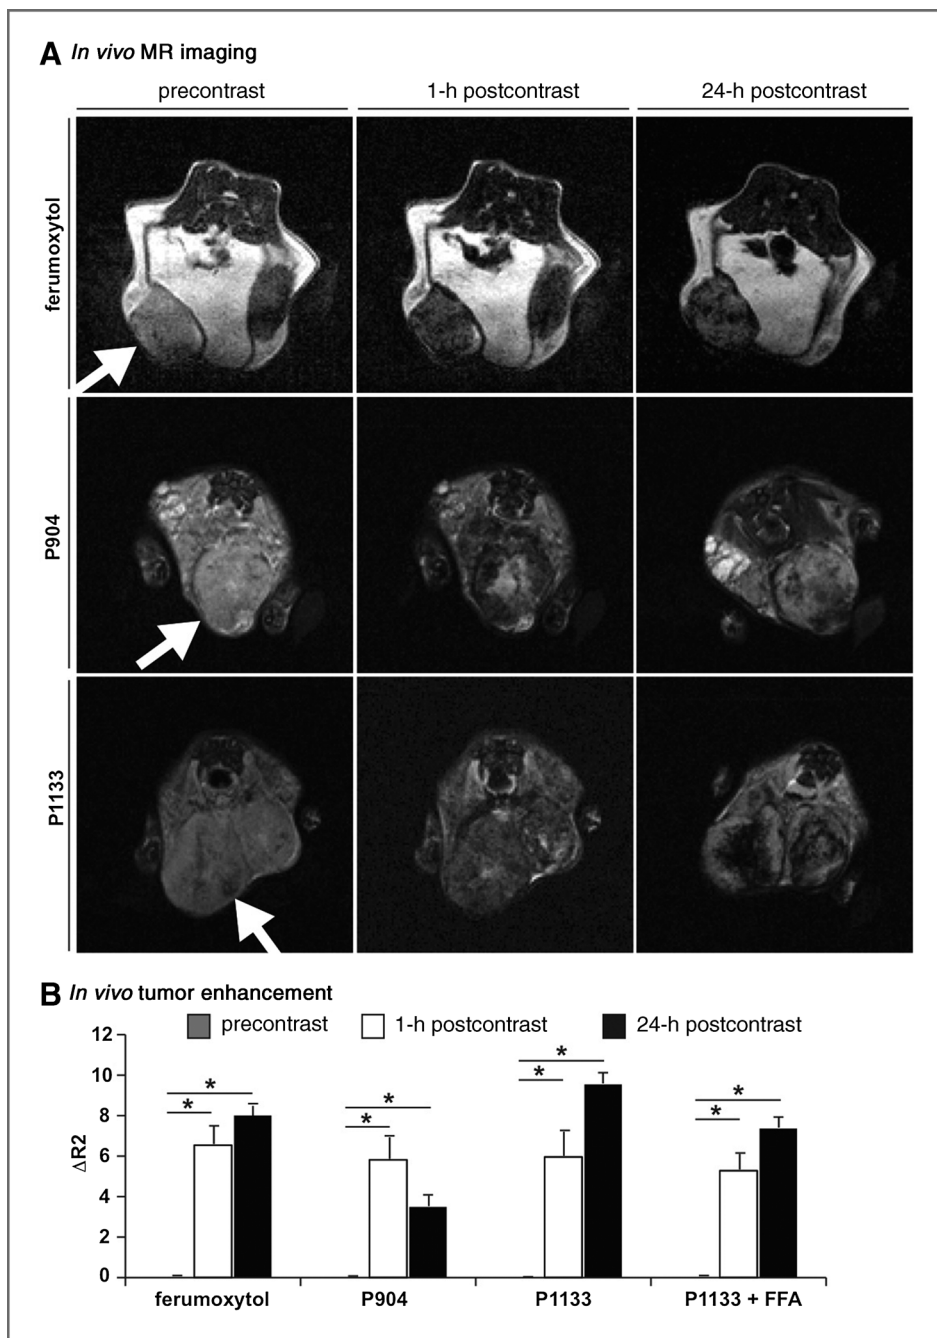 A In vivo MR imaging
precontrast 1-h postcontrast 24-h postcontrast
ferumoxytol
P904
P1133
B In vivo tumor enhancement
precontrast 1-h postcontrast 24-h postcontrast
ΔR2
12
10
8
6
4
2
0
* * * * * * * *
ferumoxytol P904 P1133 P1133 + FFA